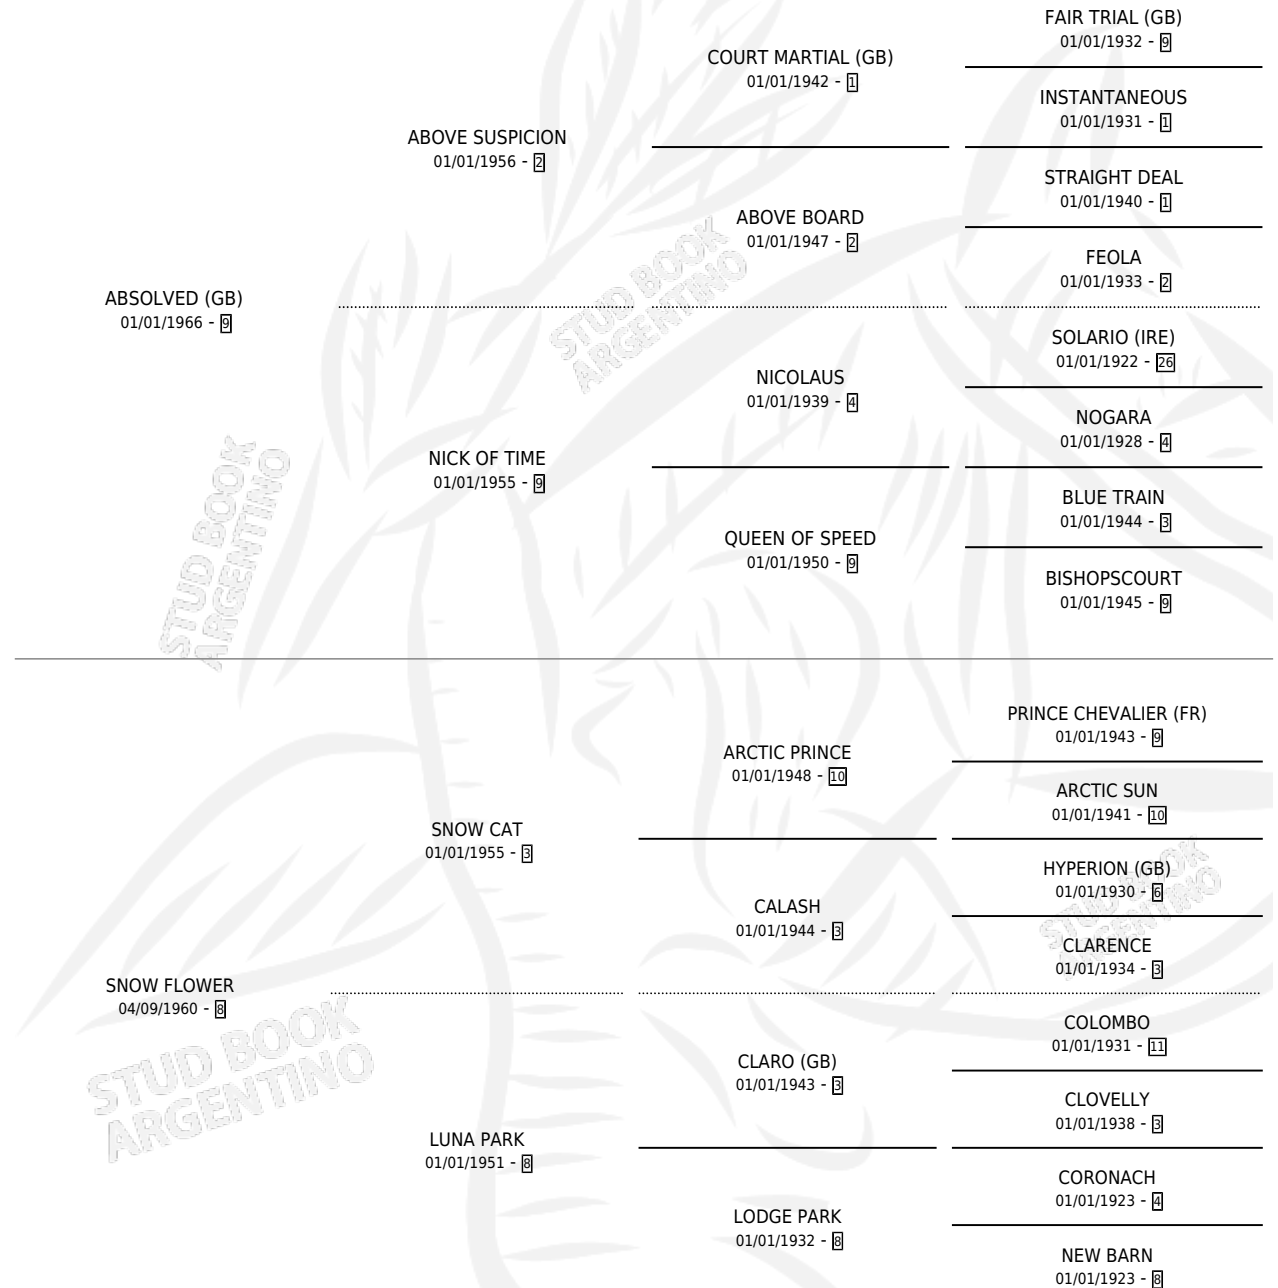 FAIR TRIAL (GB)
01/01/1932 - 9
COURT MARTIAL (GB)
01/01/1942 - 1
INSTANTANEOUS
01/01/1931 - 1
ABOVE SUSPICION
01/01/1956 - 2
STRAIGHT DEAL
01/01/1940 - 1
ABOVE BOARD
01/01/1947 - 2
FEOLA
01/01/1933 - 2
STUD BOOK
ARGENTINO
ABSOLVED (GB)
01/01/1966 - 9
SOLARIO (IRE)
01/01/1922 - 26
NICOLAUS
01/01/1939 - 4
NOGARA
01/01/1928 - 4
NICK OF TIME
01/01/1955 - 9
BLUE TRAIN
01/01/1944 - 3
QUEEN OF SPEED
01/01/1950 - 9
BISHOPSCOURT
01/01/1945 - 9
STUD BOOK
ARGENTINO
PRINCE CHEVALIER (FR)
01/01/1943 - 9
ARCTIC PRINCE
01/01/1948 - 10
ARCTIC SUN
01/01/1941 - 10
SNOW CAT
01/01/1955 - 3
HYPERION (GB)
01/01/1930 - 6
CALASH
01/01/1944 - 3
CLARENCE
01/01/1934 - 3
STUD BOOK
ARGENTINO
SNOW FLOWER
04/09/1960 - 8
COLOMBO
01/01/1931 - 11
CLARO (GB)
01/01/1943 - 3
CLOVELLY
01/01/1938 - 3
STUD BOOK
ARGENTINO
LUNA PARK
01/01/1951 - 8
CORONACH
01/01/1923 - 4
LODGE PARK
01/01/1932 - 8
NEW BARN
01/01/1923 - 8